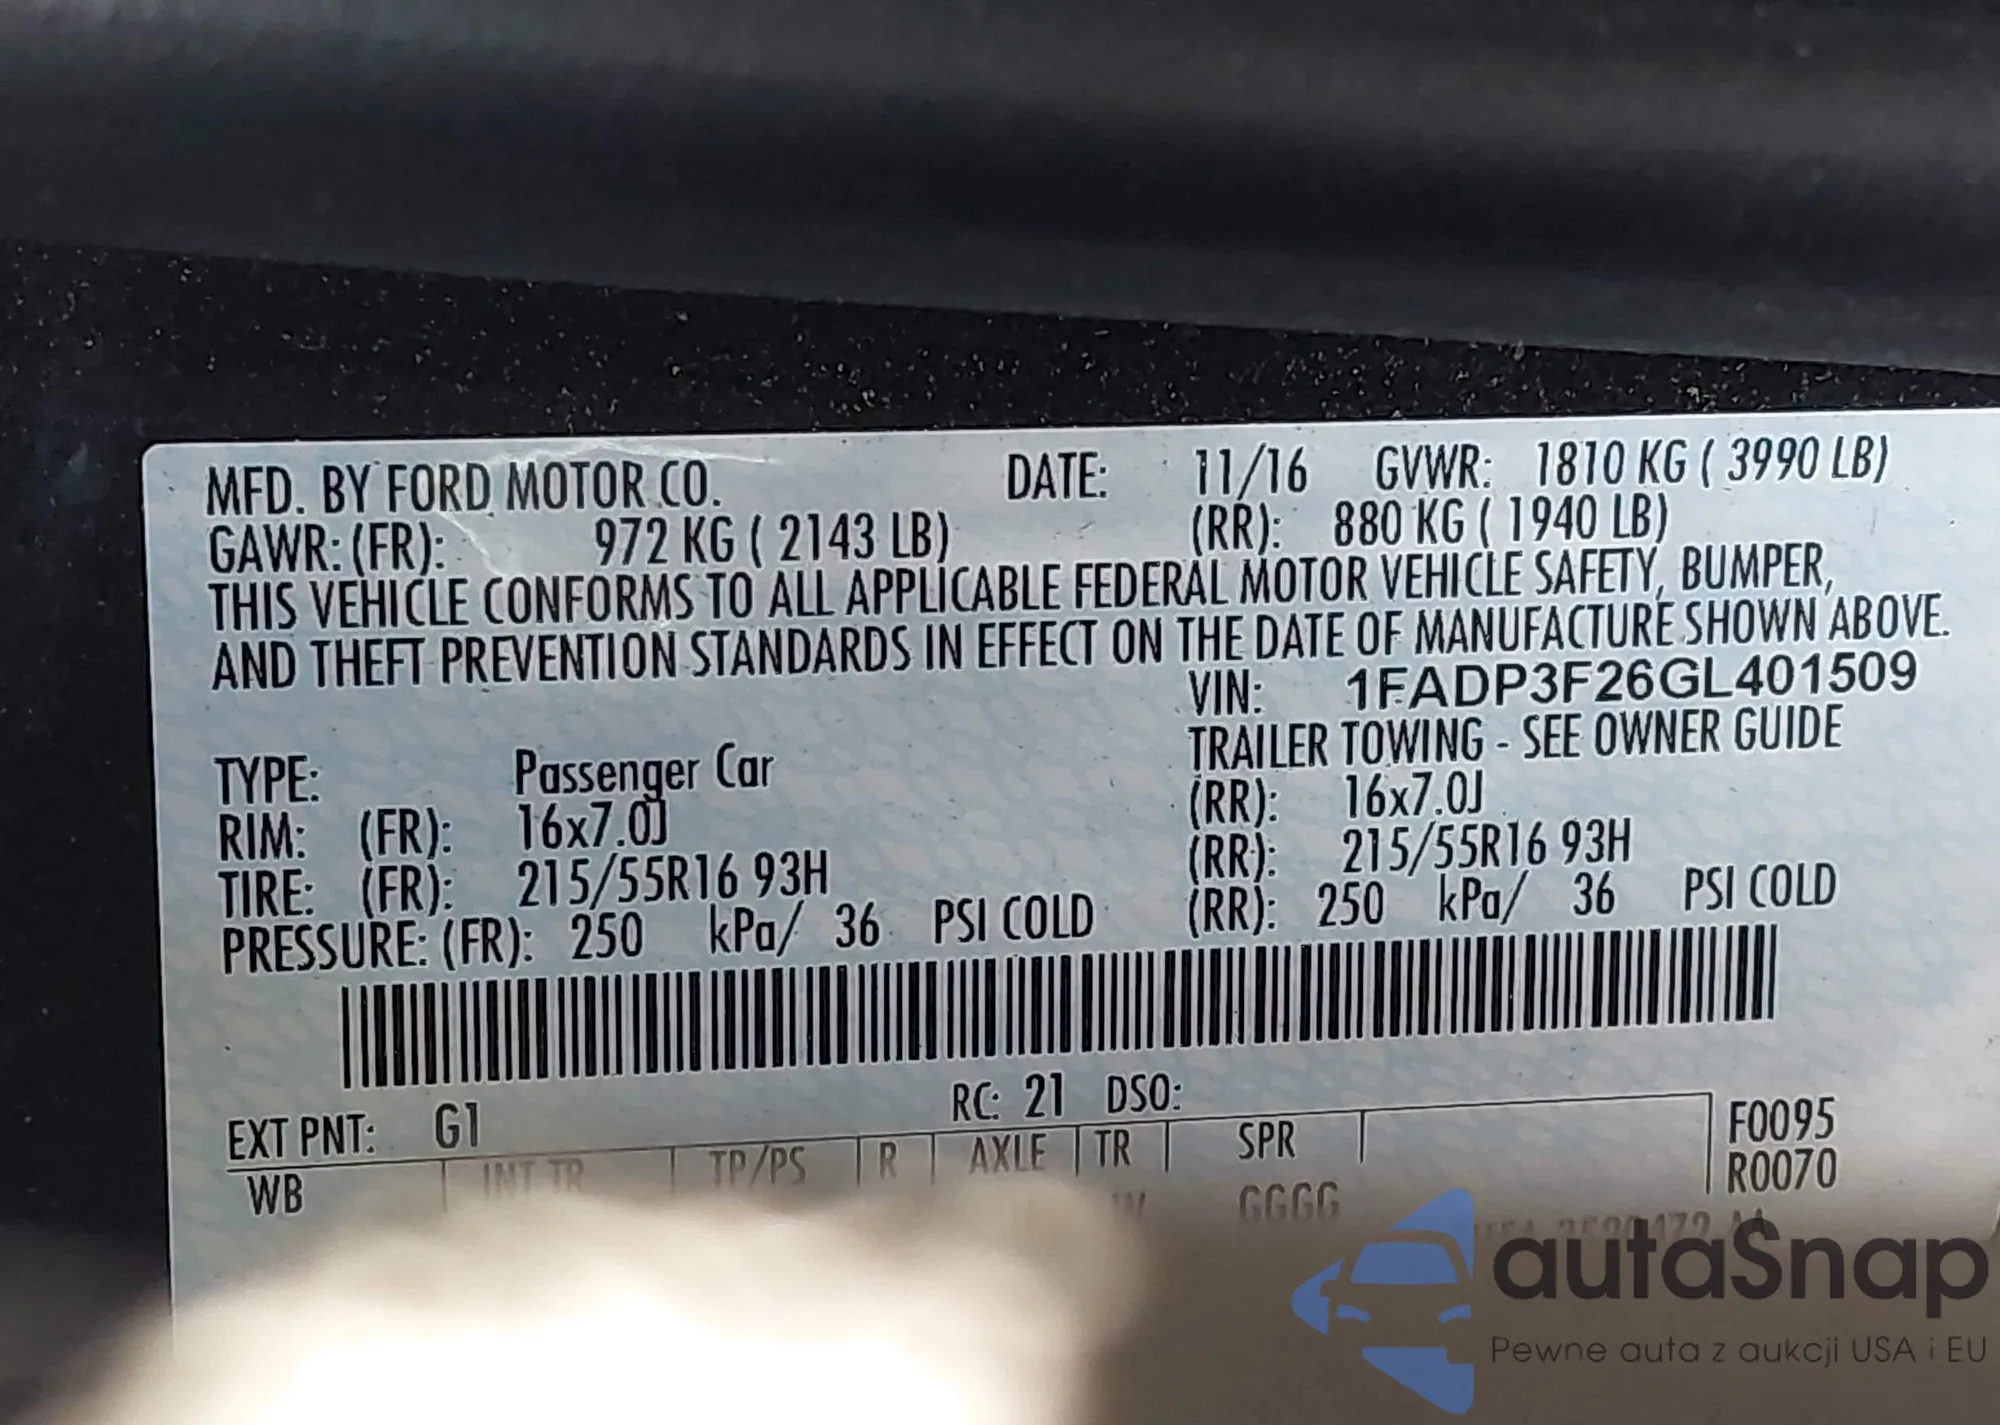 MFD. BY FORD MOTOR CO. DATE: 11/16 GVWR: 1810 KG ( 3990 LB)
GAWR: (FR): 972 KG ( 2143 LB) (RR): 880 KG ( 1940 LB)
THIS VEHICLE CONFORMS TO ALL APPLICABLE FEDERAL MOTOR VEHICLE SAFETY, BUMPER,
AND THEFT PREVENTION STANDARDS IN EFFECT ON THE DATE OF MANUFACTURE SHOWN ABOVE.
VIN: 1FADP3F26GL401509
TRAILER TOWING - SEE OWNER GUIDE
TYPE: Passenger Car
RIM: (FR): 16x7.0J (RR): 16x7.0J
TIRE: (FR): 215/55R16 93H (RR): 215/55R16 93H
PRESSURE: (FR): 250 kPa/ 36 PSI COLD (RR): 250 kPa/ 36 PSI COLD
EXT PNT: G1 RC: 21 DSO:
WB INT TR TP/PS R AXLE TR SPR
F0095
R0070
GGGG
autaSnap
Pewne auta z aukcji USA i EU